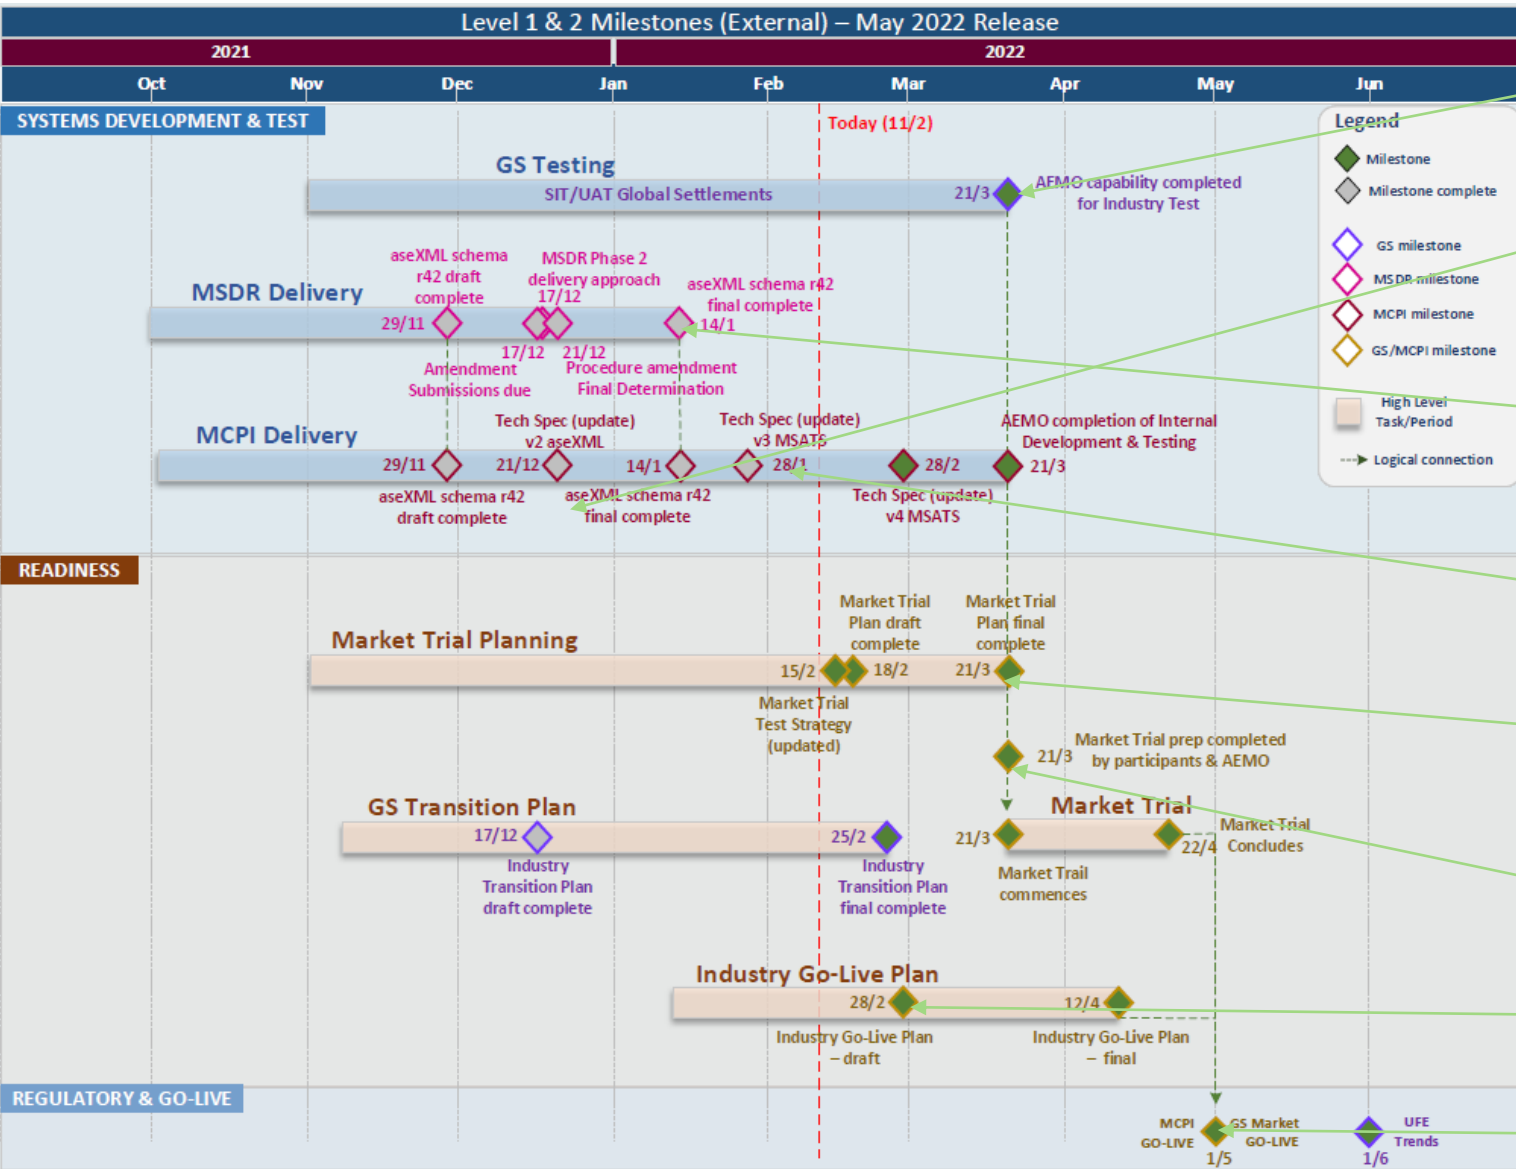 Level 1 & 2 Milestones (External) – May 2022 Release
2021
2022
Oct
Nov
Dec
Jan
Feb
Mar
Apr
May
Jun
SYSTEMS DEVELOPMENT & TEST
Today (11/2)
Legend
Milestone
Milestone complete
GS milestone
MSDR milestone
MCPI milestone
GS/MCPI milestone
High Level
Task/Period
Logical connection
GS Testing
SIT/UAT Global Settlements
21/3
AEMO capability completed
for Industry Test
MSDR Delivery
aseXML schema
r42 draft
complete
29/11
MSDR Phase 2
delivery approach
17/12
aseXML schema r42
final complete
14/1
17/12
21/12
Amendment
Submissions due
Procedure amendment
Final Determination
MCPI Delivery
Tech Spec (update)
v2 aseXML
Tech Spec (update)
v3 MSATS
AEMO completion of Internal
Development & Testing
29/11
21/12
14/1
28/1
28/2
21/3
aseXML schema r42
draft complete
aseXML schema r42
final complete
Tech Spec (update)
v4 MSATS
READINESS
Market Trial Planning
Market Trial
Plan draft
complete
Market Trial
Plan final
complete
15/2
18/2
21/3
Market Trial
Test Strategy
(updated)
21/3
Market Trial prep completed
by participants & AEMO
GS Transition Plan
17/12
25/2
Industry
Transition Plan
draft complete
Industry
Transition Plan
final complete
Market Trial
21/3
22/4
Market Trial
Concludes
Market Trail
commences
Industry Go-Live Plan
28/2
12/4
Industry Go-Live Plan
– draft
Industry Go-Live Plan
– final
REGULATORY & GO-LIVE
MCPI
GO-LIVE
GS Market
GO-LIVE
1/5
UFE
Trends
1/6